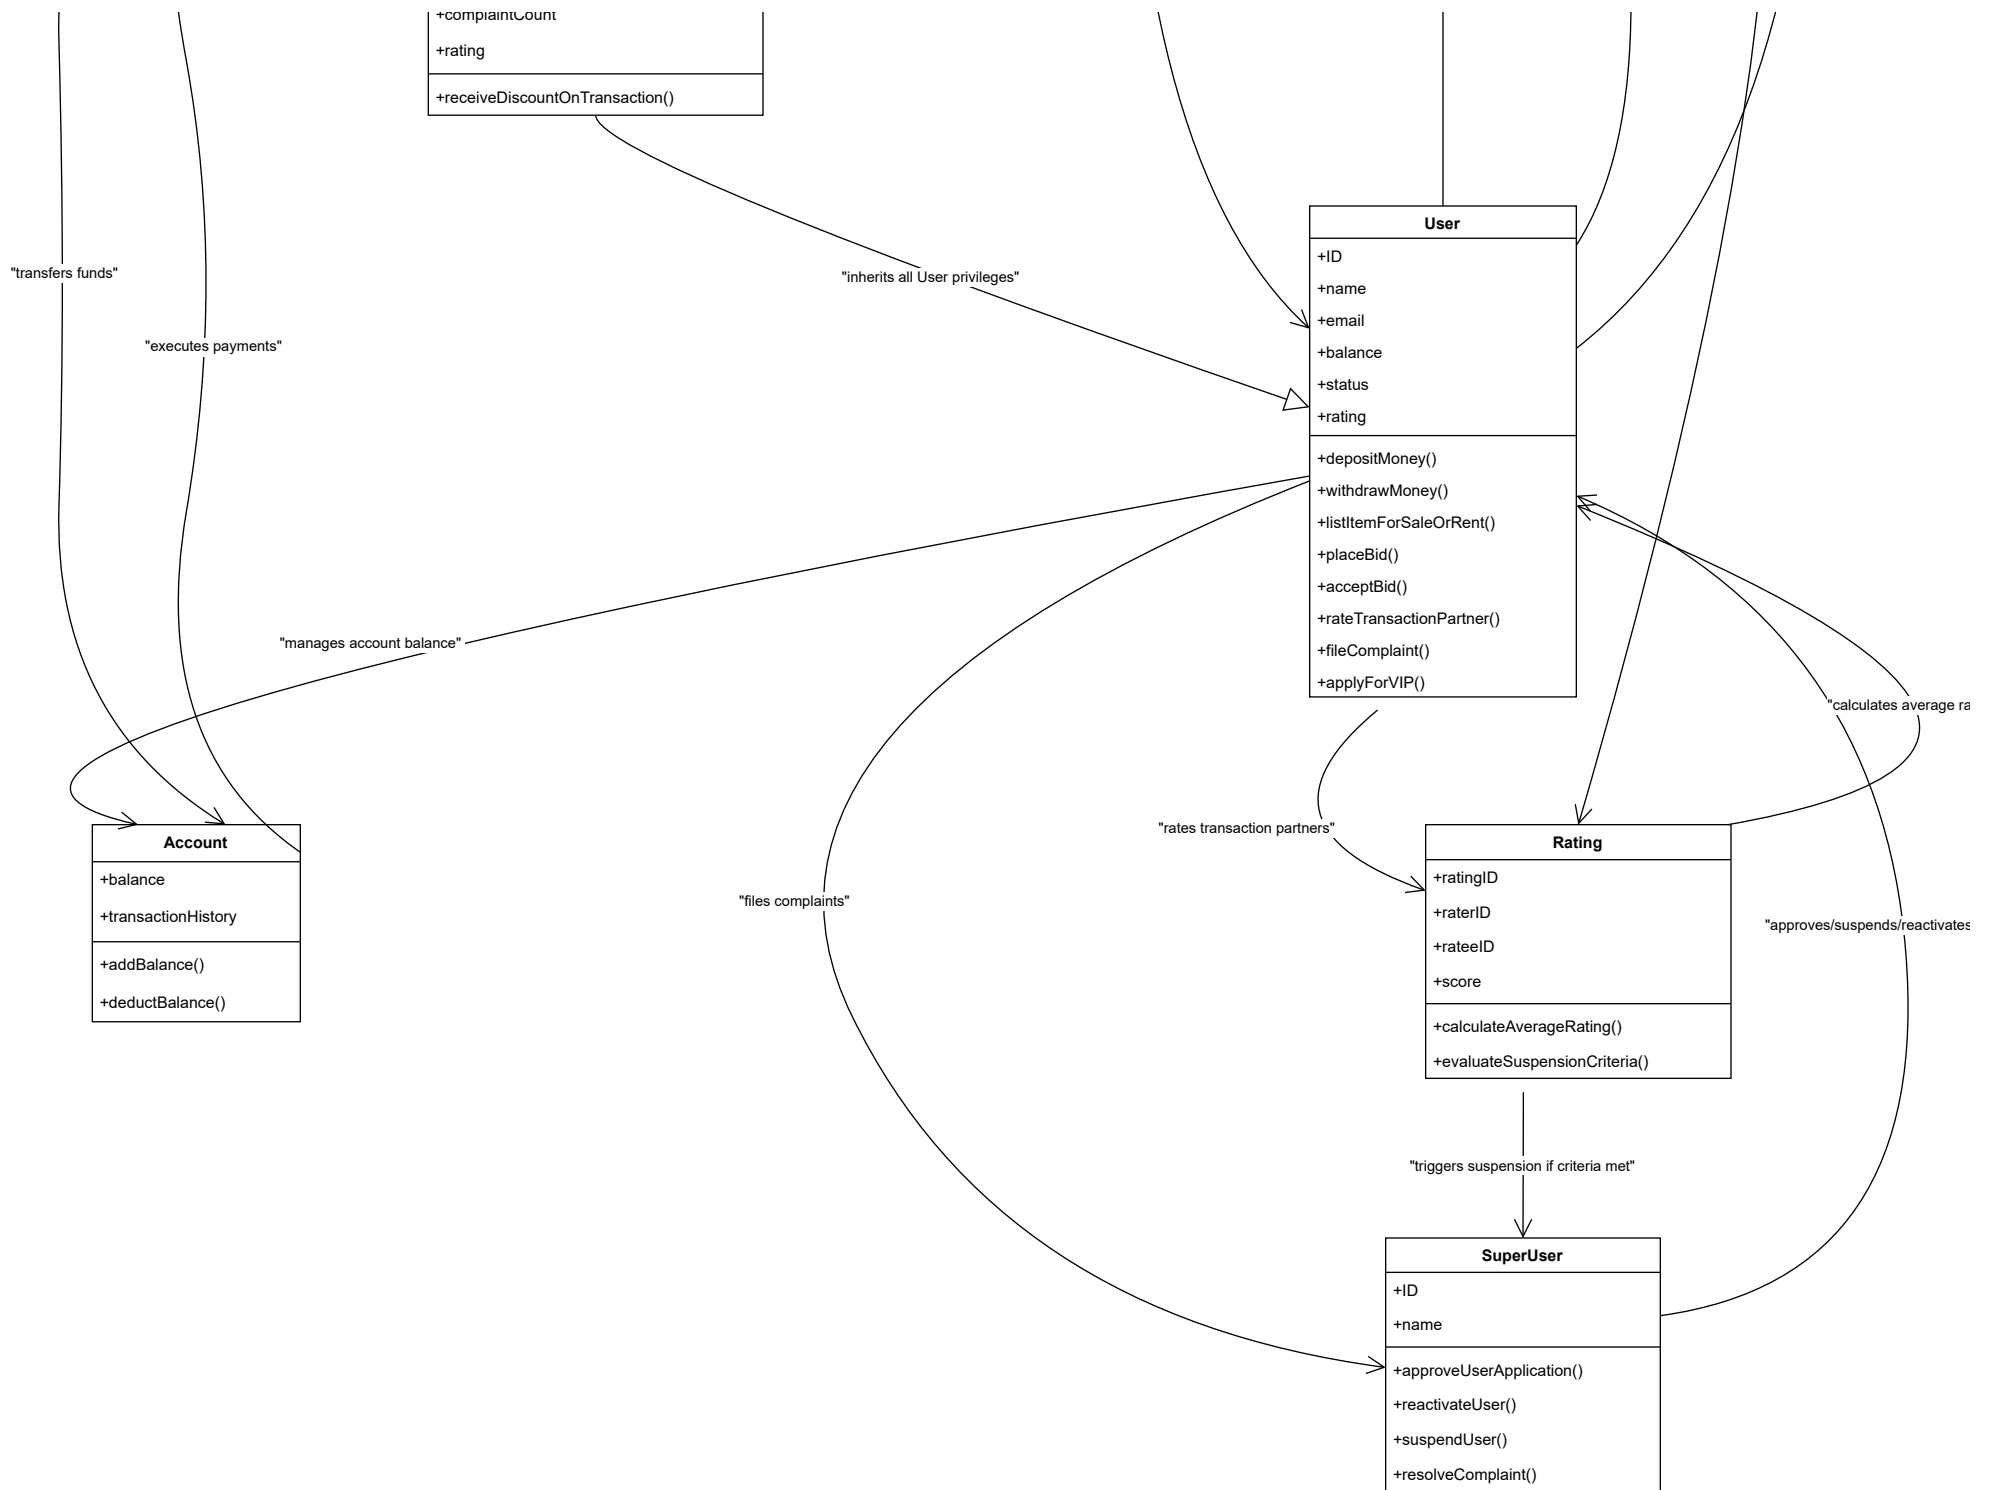 +complaintCount
+rating
+receiveDiscountOnTransaction()
"transfers funds"
"executes payments"
"inherits all User privileges"
User
+ID
+name
+email
+balance
+status
+rating
+depositMoney()
+withdrawMoney()
+listItemForSaleOrRent()
+placeBid()
+acceptBid()
+rateTransactionPartner()
+fileComplaint()
+applyForVIP()
"manages account balance"
"calculates average ra
"rates transaction partners"
Account
+balance
+transactionHistory
+addBalance()
+deductBalance()
"files complaints"
Rating
+ratingID
+raterID
+rateeID
+score
+calculateAverageRating()
+evaluateSuspensionCriteria()
"approves/suspends/reactivates
"triggers suspension if criteria met"
SuperUser
+ID
+name
+approveUserApplication()
+reactivateUser()
+suspendUser()
+resolveComplaint()